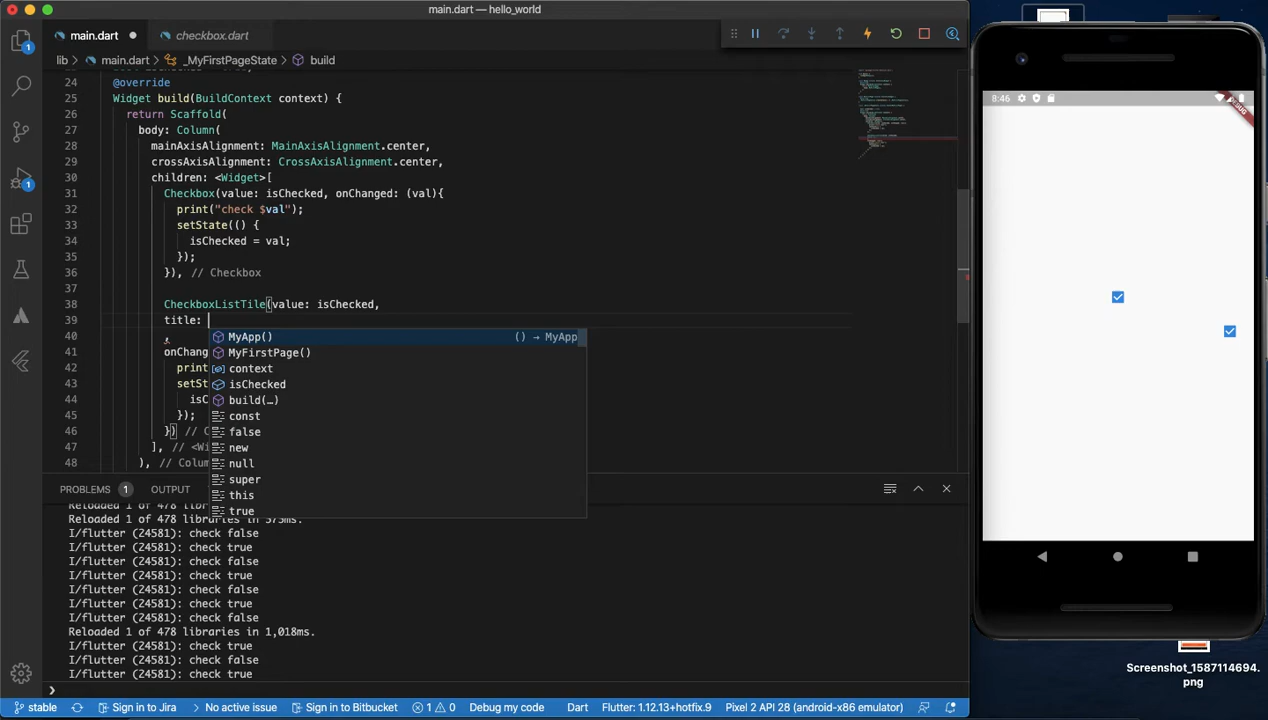 main.dart — hello_world
main.dart
checkbox.dart
lib > main.dart > _MyFirstPageState > build
24 @override
25 Widget build(BuildContext context) {
26 return Scaffold(
27 body: Column(
28 mainAxisAlignment: MainAxisAlignment.center,
29 crossAxisAlignment: CrossAxisAlignment.center,
30 children: <Widget>[
31 Checkbox(value: isChecked, onChanged: (val){
32 print("check $val");
33 setState(() {
34 isChecked = val;
35 });
36 }), // Checkbox
37
38 CheckboxListTile(value: isChecked,
39 title:
40 ,
41 onChang
42 print
43 setSt
44 isC
45 });
46 }) // C
47 ], // <Wi
48 ), // Colum
MyApp() () → MyApp
MyFirstPage()
context
isChecked
build(…)
const
false
new
null
super
this
true
PROBLEMS 1 OUTPUT
Reloaded 1 of 478 libraries in 575ms.
I/flutter (24581): check false
I/flutter (24581): check true
I/flutter (24581): check false
I/flutter (24581): check true
I/flutter (24581): check false
I/flutter (24581): check true
I/flutter (24581): check false
Reloaded 1 of 478 libraries in 1,018ms.
I/flutter (24581): check true
I/flutter (24581): check false
I/flutter (24581): check true
stable Sign in to Jira No active issue Sign in to Bitbucket 1 0 Debug my code Dart Flutter: 1.12.13+hotfix.9 Pixel 2 API 28 (android-x86 emulator)
8:46
DEBUG
Screenshot_1587114694.
png
1
1